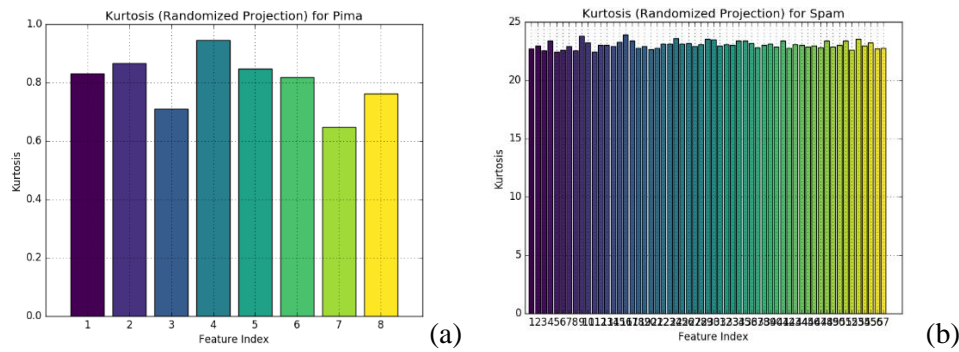 Kurtosis (Randomized Projection) for Pima
1.0
0.8
0.6
0.4
0.2
0.0
Kurtosis
1 2 3 4 5 6 7 8
Feature Index
(a)
Kurtosis (Randomized Projection) for Spam
25
20
15
10
5
0
Kurtosis
Feature Index
(b)